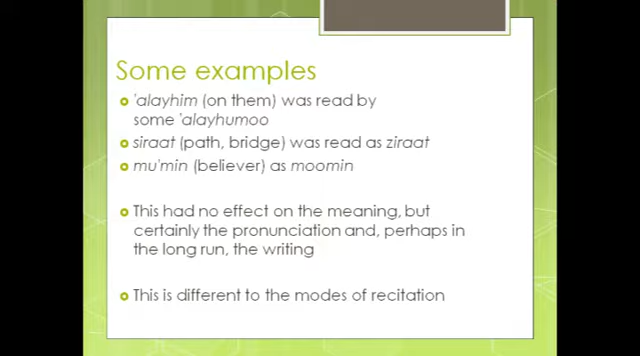 Some examples
'alayhim (on them) was read by
some 'alayhumoo
siraat (path, bridge) was read as ziraat
mu'min (believer) as moomin
This had no effect on the meaning, but
certainly the pronunciation and, perhaps in
the long run, the writing
This is different to the modes of recitation